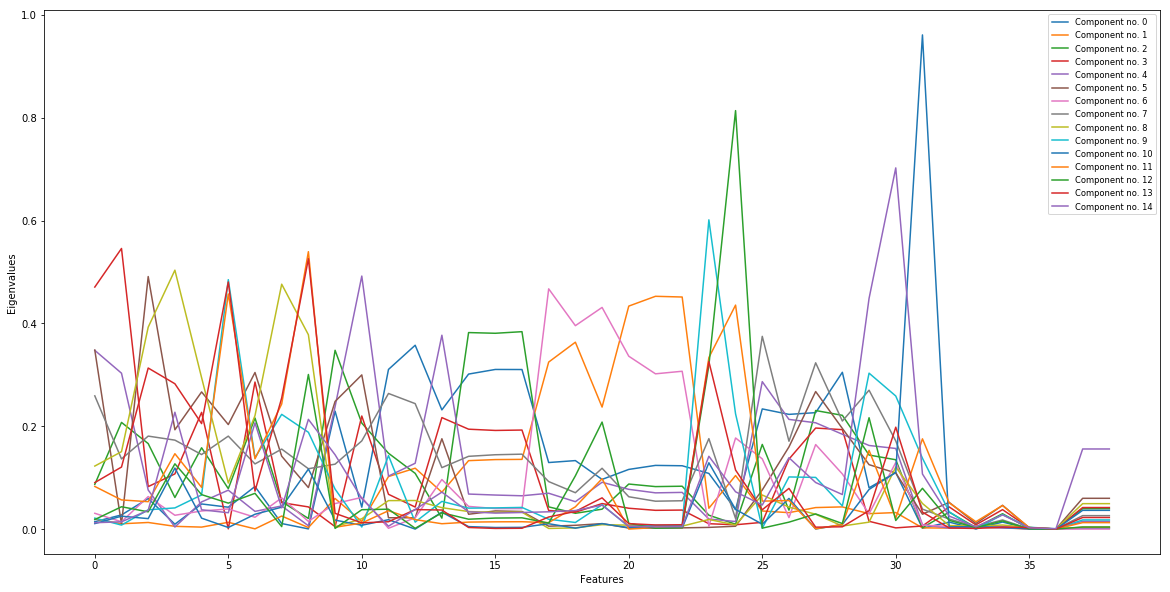 1.0
0.8
0.6
0.4
0.2
0.0
Eigenvalues
0
5
10
15
20
25
30
35
Features
Component no. 0
Component no. 1
Component no. 2
Component no. 3
Component no. 4
Component no. 5
Component no. 6
Component no. 7
Component no. 8
Component no. 9
Component no. 10
Component no. 11
Component no. 12
Component no. 13
Component no. 14